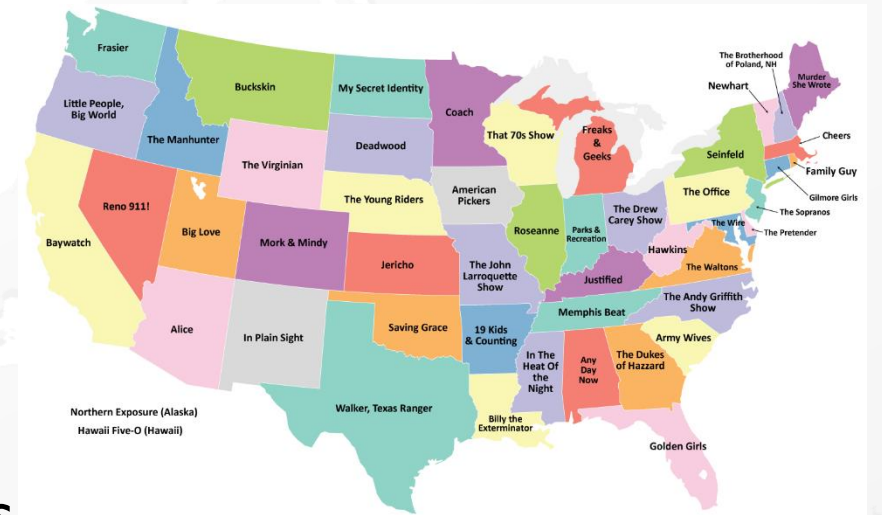 Frasier
Little People,
Big World
Buckskin
The Manhunter
My Secret Identity
Coach
Deadwood
The Virginian
The Young Riders
That 70s Show
Freaks
&
Geeks
The Brotherhood
of Poland, NH
Newhart
Murder
She Wrote
Cheers
Family Guy
Gilmore Girls
The Sopranos
The Pretender
Seinfeld
The Office
The Wire
Reno 911!
Baywatch
Big Love
Mork & Mindy
Jericho
American
Pickers
Roseanne
Parks &
Recreation
The Drew
Carey Show
Hawkins
The Waltons
The John
Larroquette
Show
Justified
The Andy Griffith
Show
Memphis Beat
Alice
In Plain Sight
Saving Grace
19 Kids
& Counting
Army Wives
In The
Heat Of
the
Night
Any
Day
Now
The Dukes
of Hazzard
Walker, Texas Ranger
Billy the
Exterminator
Golden Girls
Northern Exposure (Alaska)
Hawaii Five-O (Hawaii)